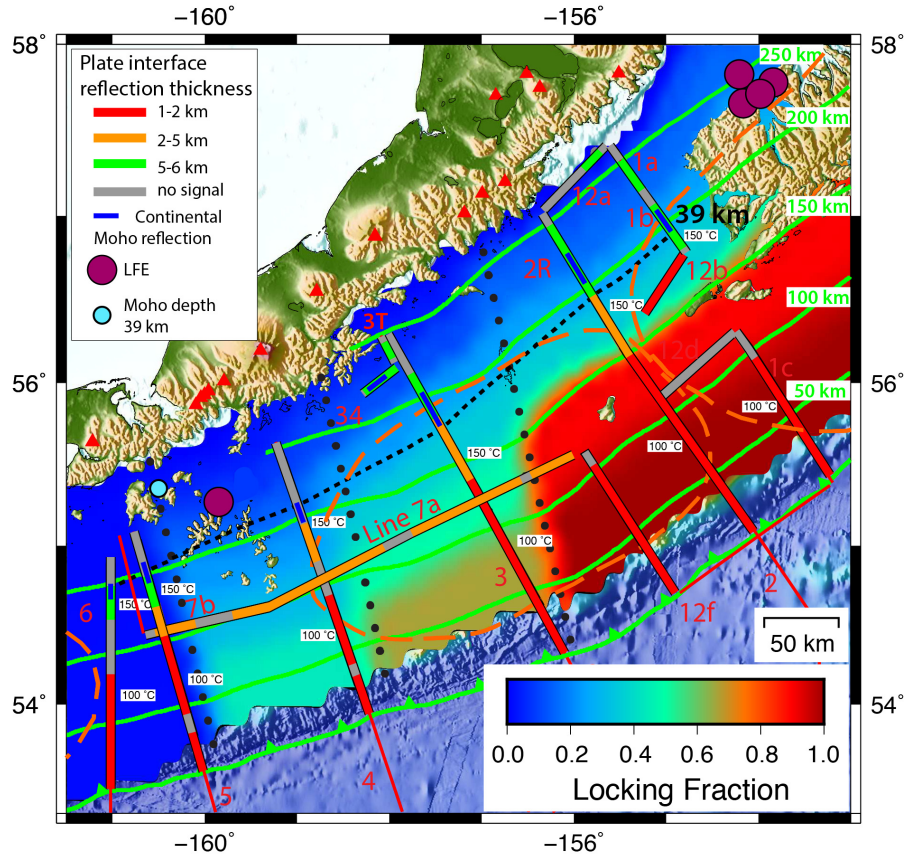 -160°
-156°
58°
58°
Plate interface
reflection thickness
1-2 km
2-5 km
5-6 km
no signal
Continental
Moho reflection
LFE
Moho depth
39 km
250 km
200 km
150 km
100 km
50 km
1a
12a
1b
39 km
150 °C
2R
12b
150 °C
3T
12d
1c
56°
56°
34
100 °C
150 °C
100 °C
Line 7a
150 °C
100 °C
150 °C
150 °C
6
7b
3
2
12f
100 °C
100 °C
100 °C
50 km
54°
54°
5
4
0.0 0.2 0.4 0.6 0.8 1.0
Locking Fraction
-160°
-156°